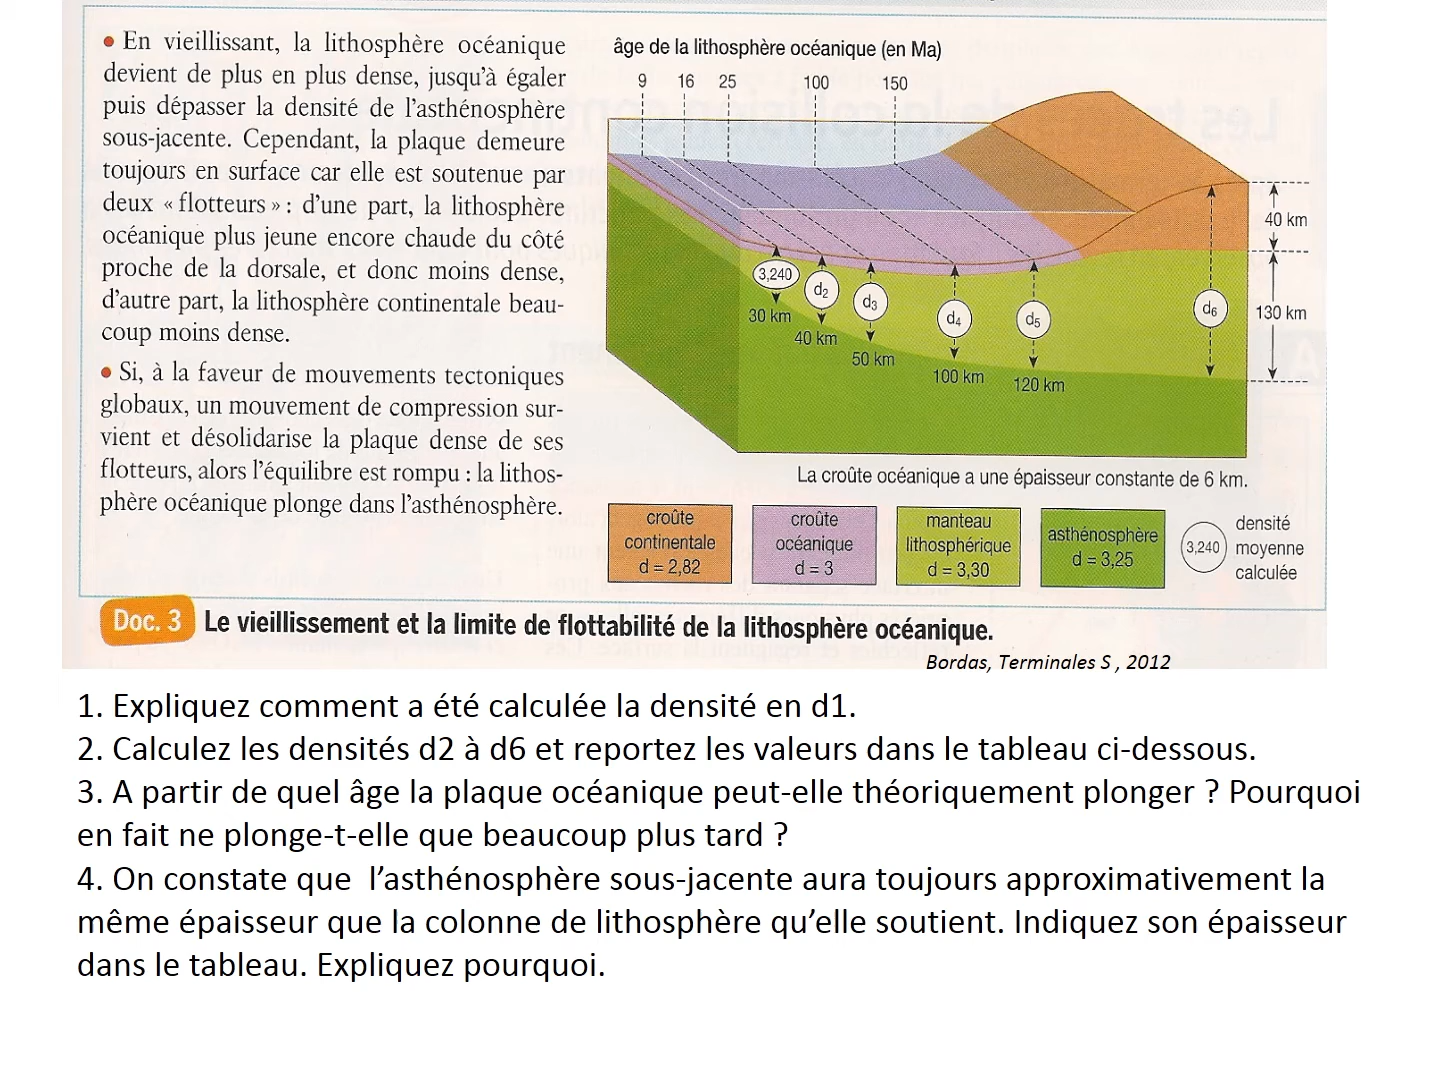 • En vieillissant, la lithosphère océanique
devient de plus en plus dense, jusqu'à égaler
puis dépasser la densité de l'asthénosphère
sous-jacente. Cependant, la plaque demeure
toujours en surface car elle est soutenue par
deux « flotteurs » : d'une part, la lithosphère
océanique plus jeune encore chaude du côté
proche de la dorsale, et donc moins dense,
d'autre part, la lithosphère continentale beau-
coup moins dense.
• Si, à la faveur de mouvements tectoniques
globaux, un mouvement de compression sur-
vient et désolidarise la plaque dense de ses
flotteurs, alors l'équilibre est rompu : la lithos-
phère océanique plonge dans l'asthénosphère.
âge de la lithosphère océanique (en Ma)
9 16 25 100 150
40 km
3,240 d2 d3 d4 d5 d6
130 km
30 km
40 km
50 km
100 km
120 km
La croûte océanique a une épaisseur constante de 6 km.
croûte
continentale
d = 2,82
croûte
océanique
d = 3
manteau
lithosphérique
d = 3,30
asthénosphère
d = 3,25
3,240
densité
moyenne
calculée
Doc. 3 Le vieillissement et la limite de flottabilité de la lithosphère océanique.
Bordas, Terminales S , 2012
1. Expliquez comment a été calculée la densité en d1.
2. Calculez les densités d2 à d6 et reportez les valeurs dans le tableau ci-dessous.
3. A partir de quel âge la plaque océanique peut-elle théoriquement plonger ? Pourquoi
en fait ne plonge-t-elle que beaucoup plus tard ?
4. On constate que  l'asthénosphère sous-jacente aura toujours approximativement la
même épaisseur que la colonne de lithosphère qu'elle soutient. Indiquez son épaisseur
dans le tableau. Expliquez pourquoi.